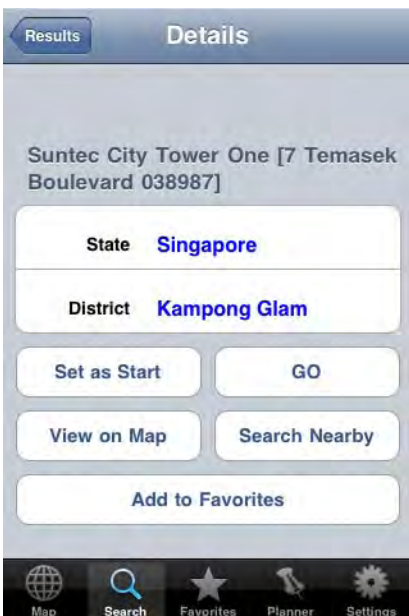 Results Details
Suntec City Tower One [7 Temasek
Boulevard 038987]
State Singapore
District Kampong Glam
Set as Start GO
View on Map Search Nearby
Add to Favorites
Map Search Favorites Planner Settings